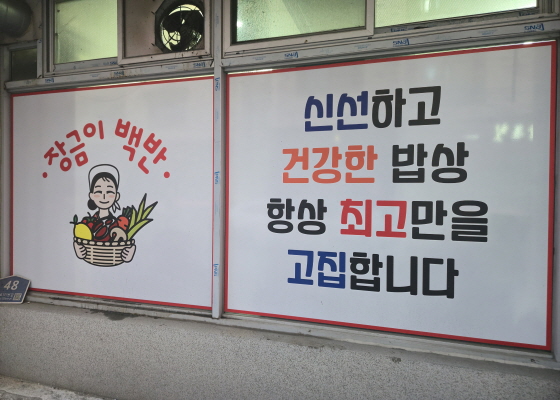 ·장금이 백반·
신선하고
건강한 밥상
항상 최고만을
고집합니다
48